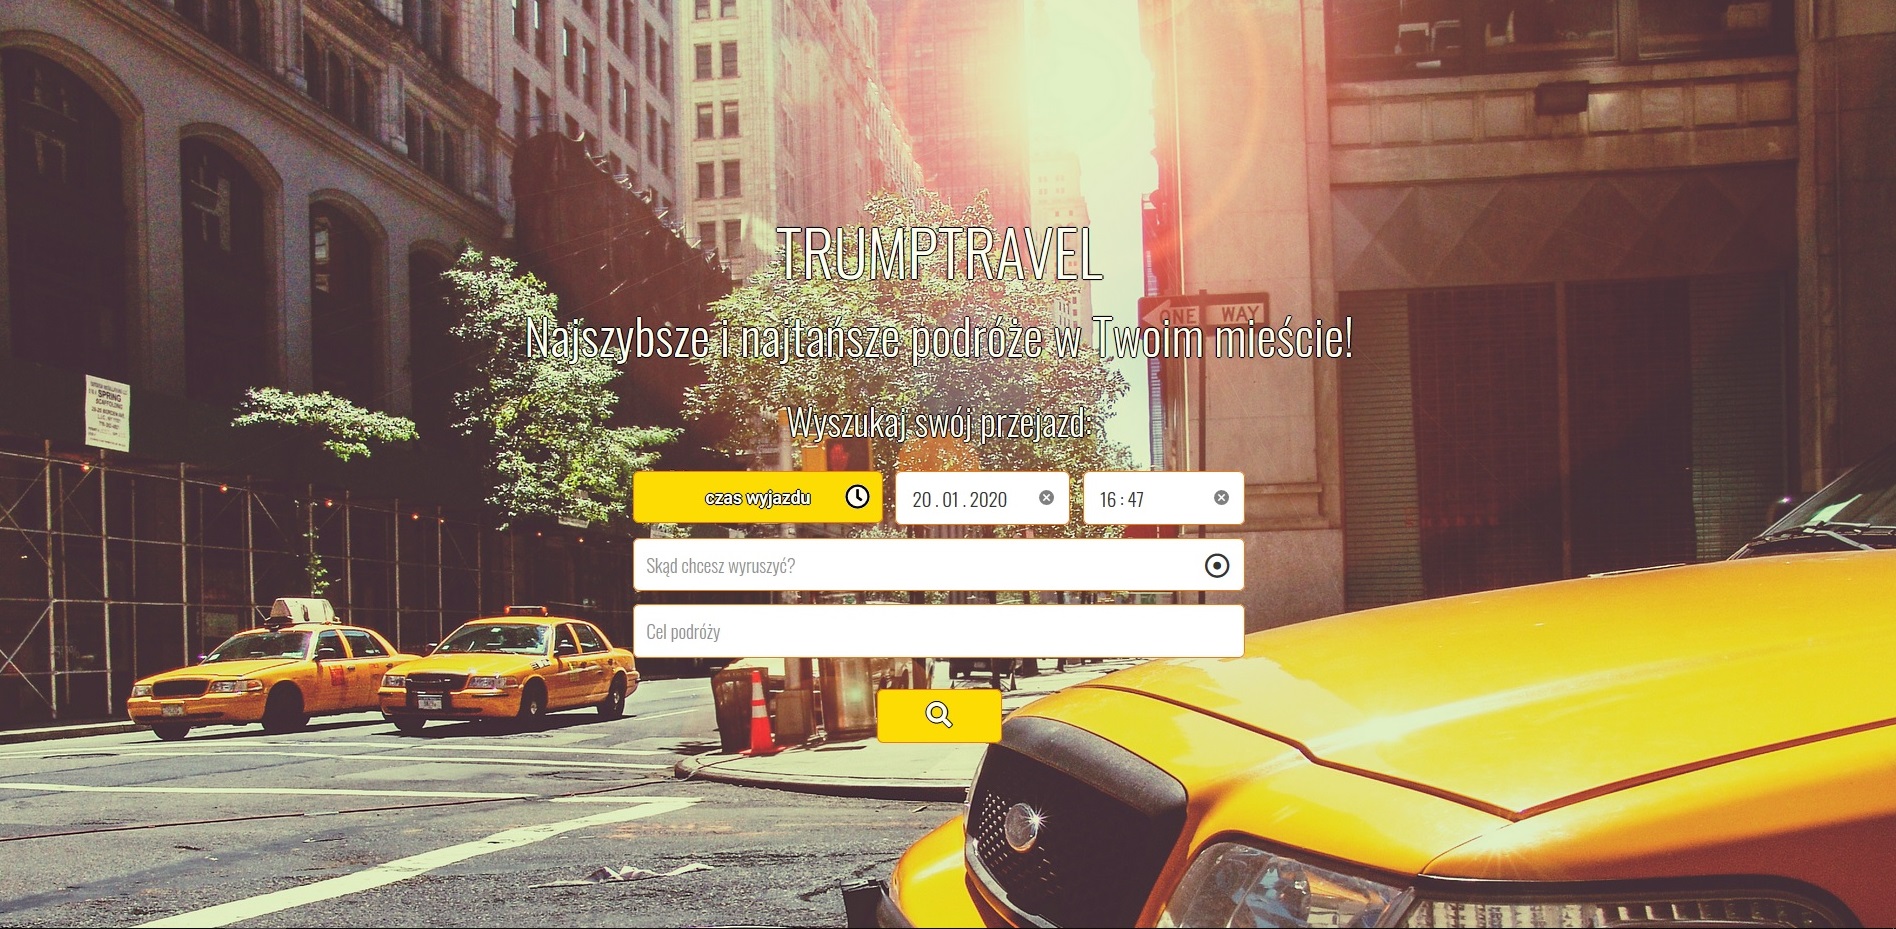 TRUMPTRAVEL
Najszybsze i najtańsze podróże w Twoim mieście!
ONE WAY
SPRING
Wyszukaj swój przejazd:
czas wyjazdu 20 . 01 . 2020 16 : 47
Skąd chcesz wyruszyć?
Cel podróży